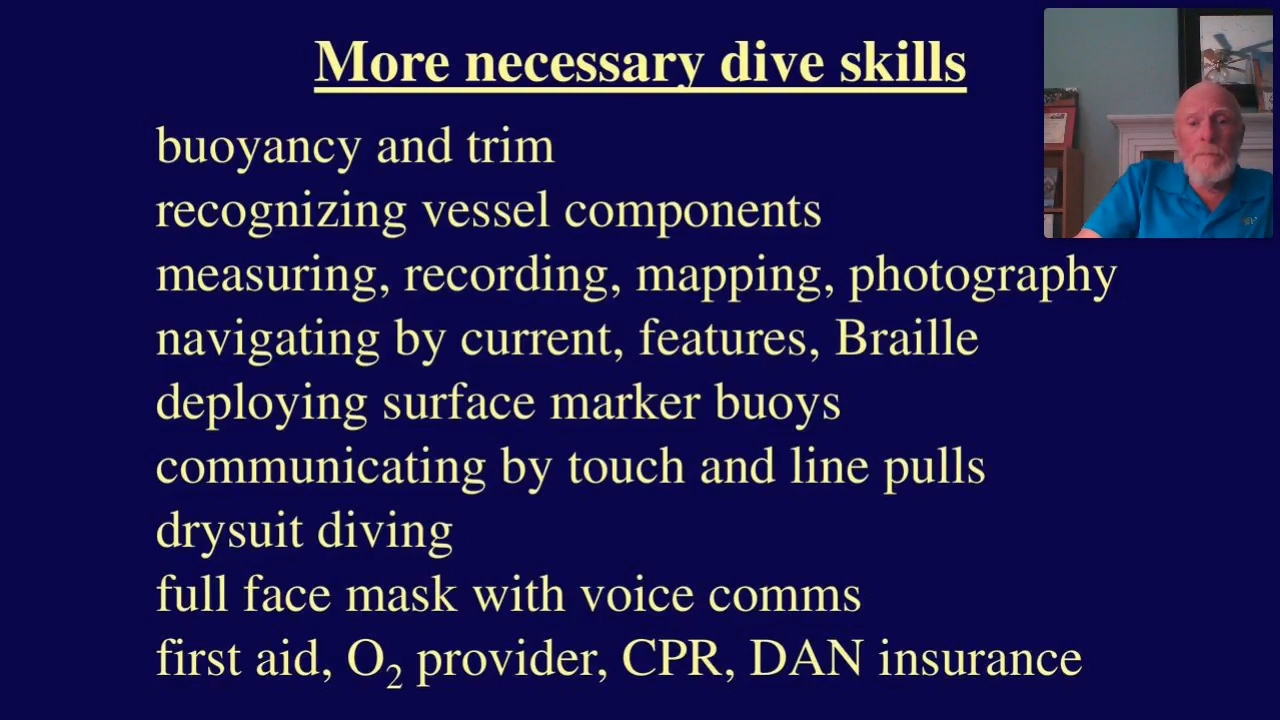 More necessary dive skills
buoyancy and trim
recognizing vessel components
measuring, recording, mapping, photography
navigating by current, features, Braille
deploying surface marker buoys
communicating by touch and line pulls
drysuit diving
full face mask with voice comms
first aid, O₂ provider, CPR, DAN insurance